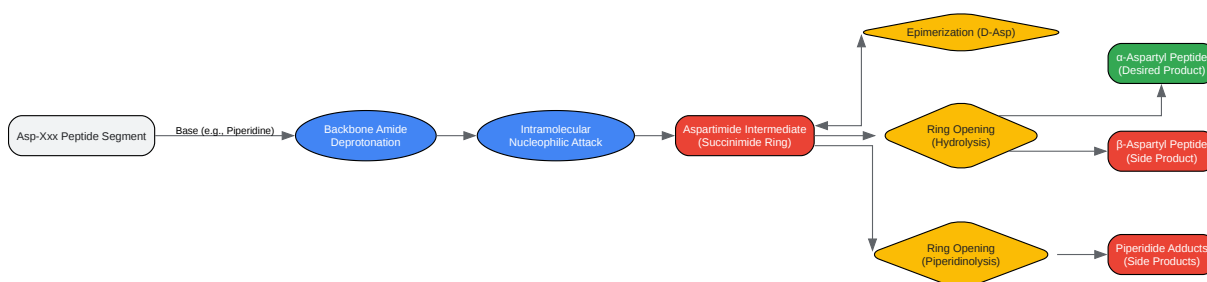 Asp-Xxx Peptide Segment
Base (e.g., Piperidine)
Backbone Amide
Deprotonation
Intramolecular
Nucleophilic Attack
Aspartimide Intermediate
(Succinimide Ring)
Epimerization (D-Asp)
Ring Opening
(Hydrolysis)
α-Aspartyl Peptide
(Desired Product)
β-Aspartyl Peptide
(Side Product)
Ring Opening
(Piperidinolysis)
Piperidide Adducts
(Side Products)